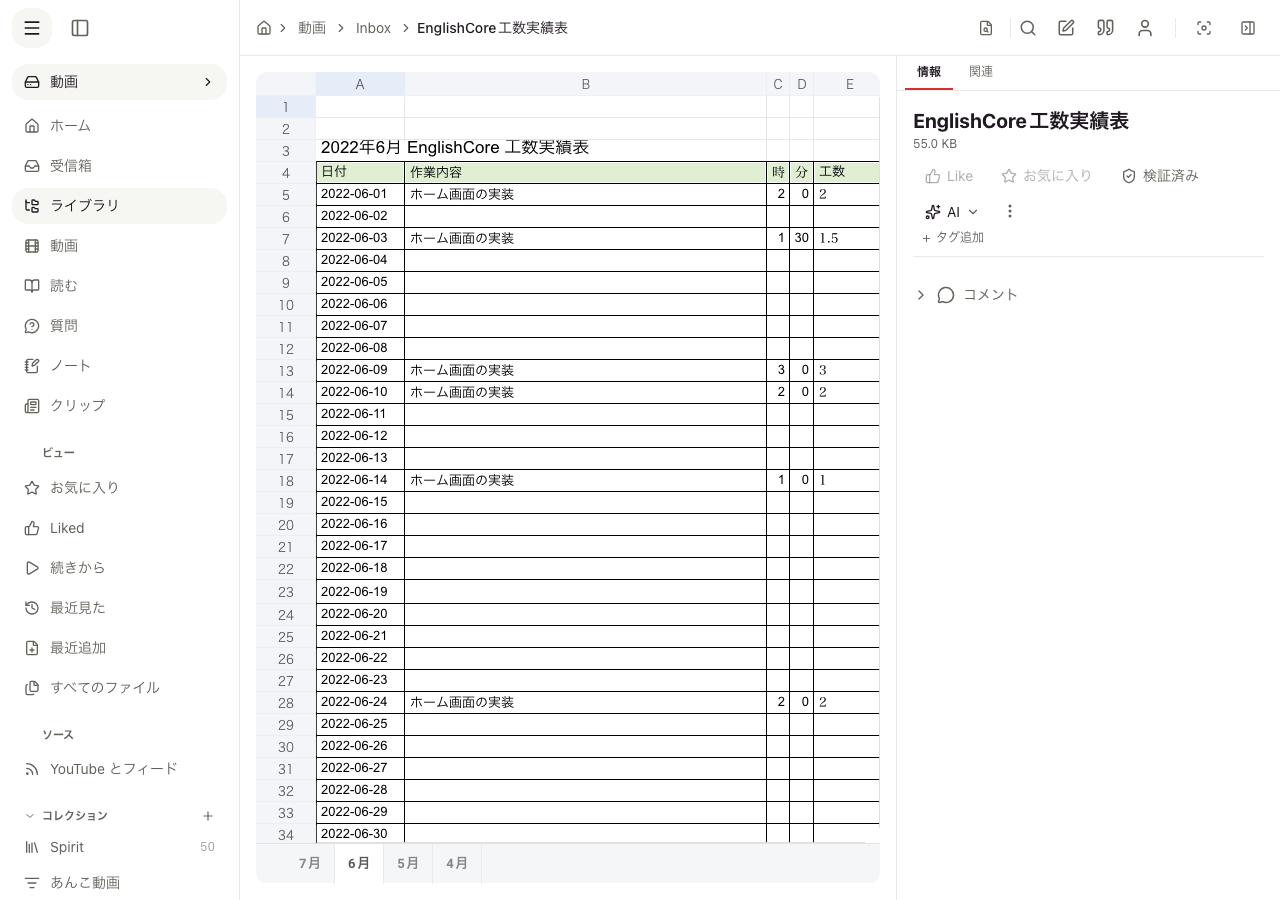 動画
ホーム
受信箱
ライブラリ
動画
読む
質問
ノート
クリップ
ビュー
お気に入り
Liked
続きから
最近見た
最近追加
すべてのファイル
ソース
YouTube とフィード
コレクション
Spirit 50
あんこ動画
動画 Inbox EnglishCore工数実績表
A B C D E
1
2
3 2022年6月 EnglishCore 工数実績表
4 日付 作業内容 時 分 工数
5 2022-06-01 ホーム画面の実装 2 0 2
6 2022-06-02
7 2022-06-03 ホーム画面の実装 1 30 1.5
8 2022-06-04
9 2022-06-05
10 2022-06-06
11 2022-06-07
12 2022-06-08
13 2022-06-09 ホーム画面の実装 3 0 3
14 2022-06-10 ホーム画面の実装 2 0 2
15 2022-06-11
16 2022-06-12
17 2022-06-13
18 2022-06-14 ホーム画面の実装 1 0 1
19 2022-06-15
20 2022-06-16
21 2022-06-17
22 2022-06-18
23 2022-06-19
24 2022-06-20
25 2022-06-21
26 2022-06-22
27 2022-06-23
28 2022-06-24 ホーム画面の実装 2 0 2
29 2022-06-25
30 2022-06-26
31 2022-06-27
32 2022-06-28
33 2022-06-29
34 2022-06-30
7月 6月 5月 4月
情報 関連
EnglishCore工数実績表
55.0 KB
Like お気に入り 検証済み
AI
+ タグ追加
コメント